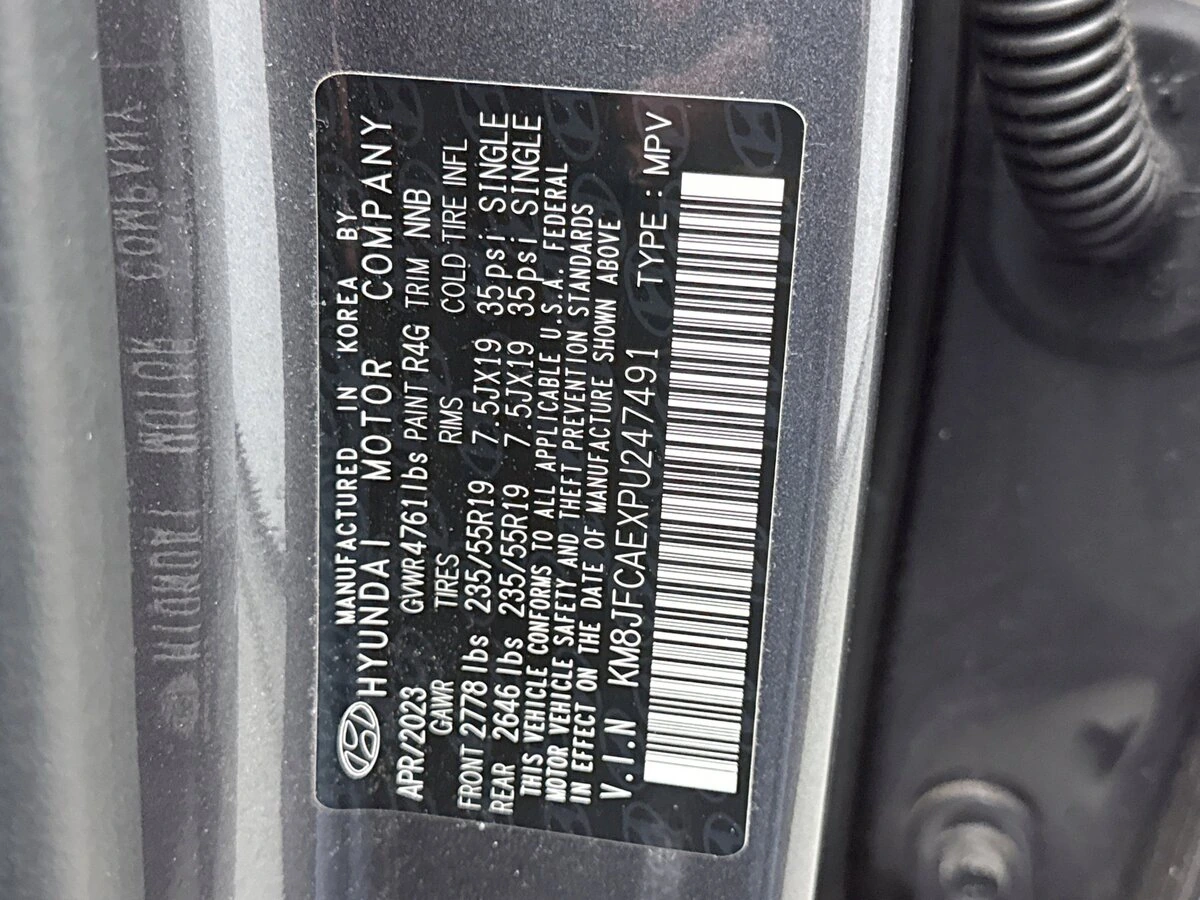 MANUFACTURED IN KOREA BY
HYUNDAI MOTOR COMPANY
APR/2023 GVWR4761lbs PAINT R4G TRIM NNB
GAWR TIRES RIMS COLD TIRE INFL
FRONT 2778 lbs 235/55R19 7.5JX19 35psi SINGLE
REAR 2646 lbs 235/55R19 7.5JX19 35psi SINGLE
THIS VEHICLE CONFORMS TO ALL APPLICABLE U.S.A. FEDERAL
MOTOR VEHICLE SAFETY AND THEFT PREVENTION STANDARDS
IN EFFECT ON THE DATE OF MANUFACTURE SHOWN ABOVE
V.I.N KM8JFCAEXPU247491 TYPE : MPV